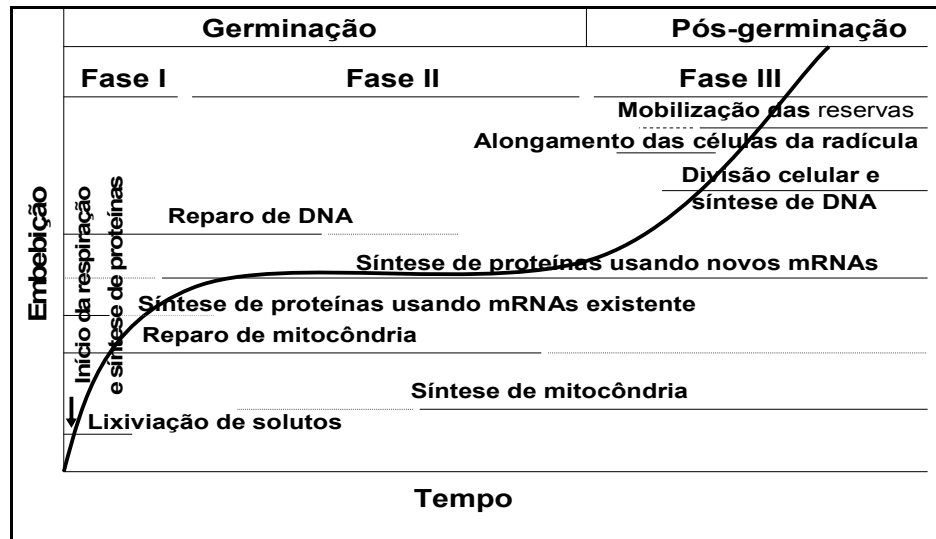 Germinação
Pós-germinação
Fase I
Fase II
Fase III
Mobilização das reservas
Alongamento das células da radícula
Divisão celular e
síntese de DNA
Reparo de DNA
Síntese de proteínas usando novos mRNAs
Síntese de proteínas usando mRNAs existente
Reparo de mitocôndria
Síntese de mitocôndria
Lixiviação de solutos
Início da respiração
e síntese de proteínas
Embebição
Tempo